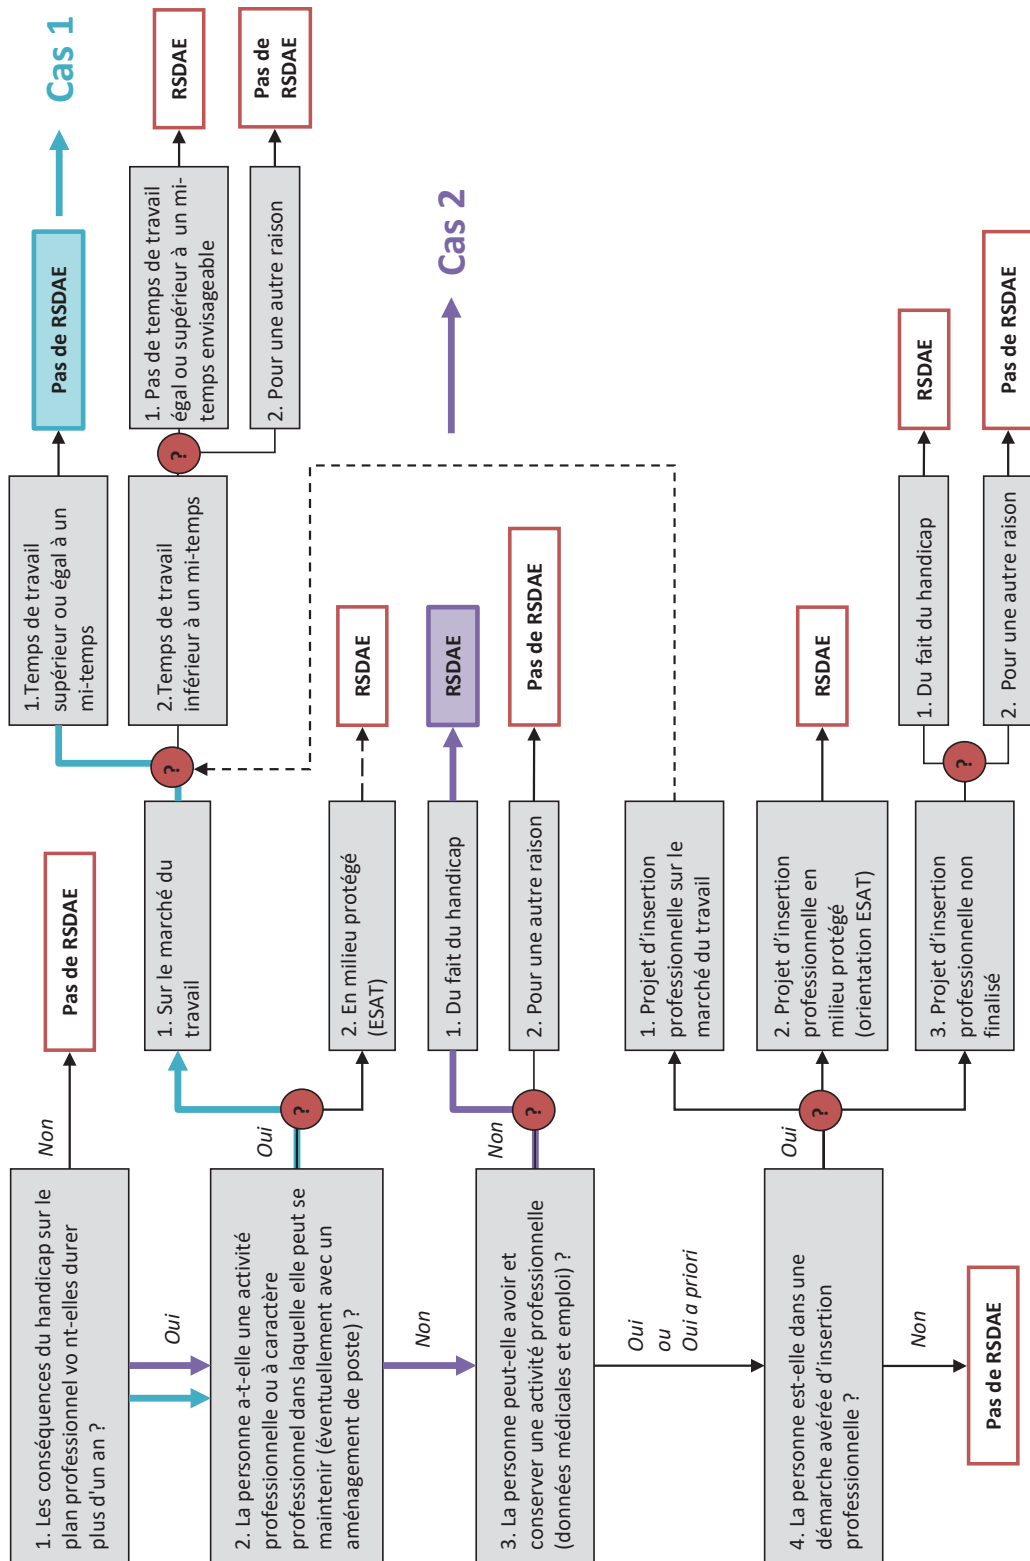 1. Les conséquences du handicap sur le
plan professionnel vo nt-elles durer
plus d'un an ?
Non
Pas de RSDAE
Oui
2. La personne a-t-elle une activité
professionnelle ou à caractère
professionnel dans laquelle elle peut se
maintenir (éventuellement avec un
aménagement de poste) ?
Oui
?
1. Sur le marché du
travail
?
1.Temps de travail
supérieur ou égal à un
mi-temps
Pas de RSDAE
Cas 1
2.Temps de travail
inférieur à un mi-temps
?
1. Pas de temps de travail
égal ou supérieur à un mi-
temps envisageable
RSDAE
2. Pour une autre raison
Pas de
RSDAE
2. En milieu protégé
(ESAT)
RSDAE
Non
3. La personne peut-elle avoir et
conserver une activité professionnelle
(données médicales et emploi) ?
Non
?
1. Du fait du handicap
RSDAE
Cas 2
2. Pour une autre raison
Pas de RSDAE
Oui
ou
Oui a priori
4. La personne est-elle dans une
démarche avérée d'insertion
professionnelle ?
Oui
?
1. Projet d'insertion
professionnelle sur le
marché du travail
2. Projet d'insertion
professionnelle en
milieu protégé
(orientation ESAT)
RSDAE
3. Projet d'insertion
professionnelle non
finalisé
?
1. Du fait du handicap
RSDAE
2. Pour une autre raison
Pas de RSDAE
Non
Pas de RSDAE